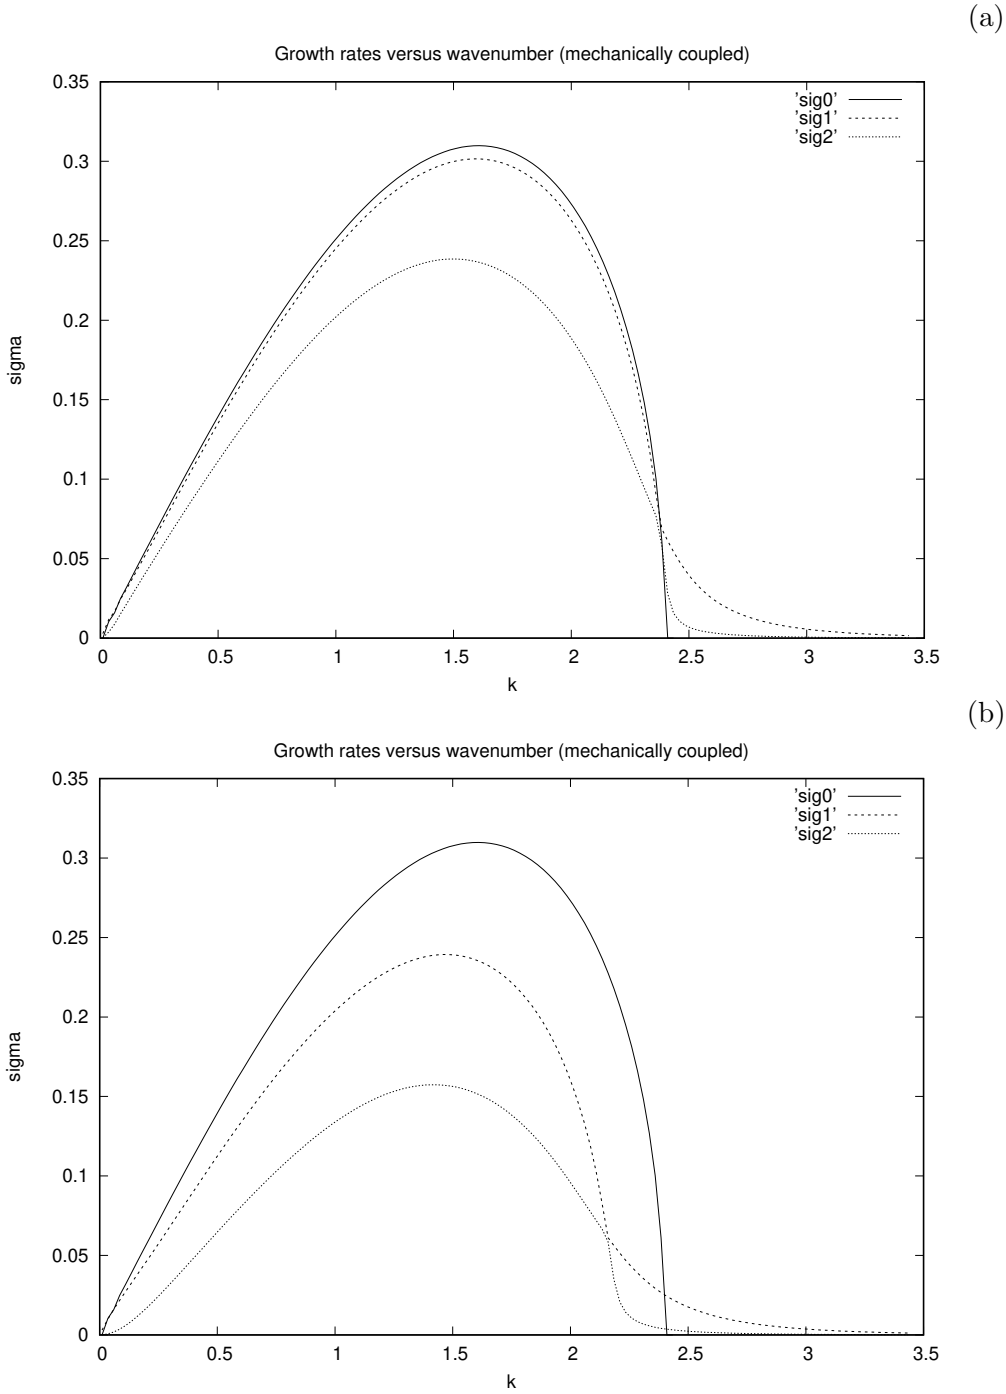 (a)
Growth rates versus wavenumber (mechanically coupled)
0.35
'sig0'
'sig1'
'sig2'
0.3
0.25
0.2
sigma
0.15
0.1
0.05
0
0 0.5 1 1.5 2 2.5 3 3.5
k
(b)
Growth rates versus wavenumber (mechanically coupled)
0.35
'sig0'
'sig1'
'sig2'
0.3
0.25
0.2
sigma
0.15
0.1
0.05
0
0 0.5 1 1.5 2 2.5 3 3.5
k